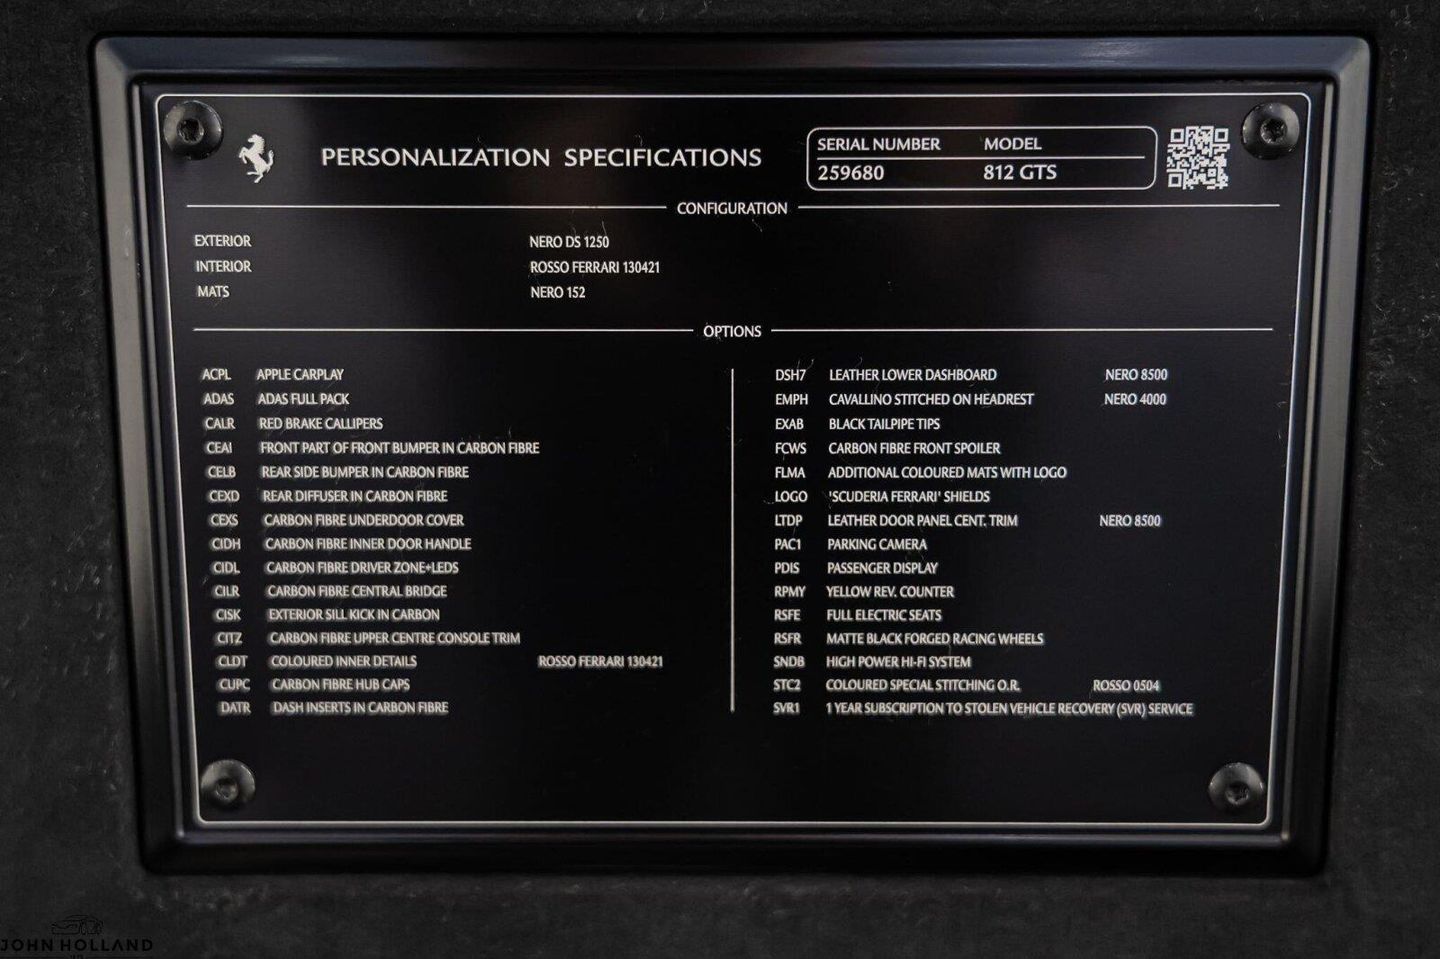 PERSONALIZATION SPECIFICATIONS
SERIAL NUMBER MODEL
259680 812 GTS
CONFIGURATION
EXTERIOR NERO DS 1250
INTERIOR ROSSO FERRARI 130421
MATS NERO 152
OPTIONS
ACPL APPLE CARPLAY
ADAS ADAS FULL PACK
CALR RED BRAKE CALLIPERS
CEAI FRONT PART OF FRONT BUMPER IN CARBON FIBRE
CELB REAR SIDE BUMPER IN CARBON FIBRE
CEXD REAR DIFFUSER IN CARBON FIBRE
CEXS CARBON FIBRE UNDERDOOR COVER
CIDH CARBON FIBRE INNER DOOR HANDLE
CIDL CARBON FIBRE DRIVER ZONE+LEDS
CILR CARBON FIBRE CENTRAL BRIDGE
CISK EXTERIOR SILL KICK IN CARBON
CITZ CARBON FIBRE UPPER CENTRE CONSOLE TRIM
CLDT COLOURED INNER DETAILS ROSSO FERRARI 130421
CUPC CARBON FIBRE HUB CAPS
DATR DASH INSERTS IN CARBON FIBRE
DSH7 LEATHER LOWER DASHBOARD NERO 8500
EMPH CAVALLINO STITCHED ON HEADREST NERO 4000
EXAB BLACK TAILPIPE TIPS
FCWS CARBON FIBRE FRONT SPOILER
FLMA ADDITIONAL COLOURED MATS WITH LOGO
LOGO 'SCUDERIA FERRARI' SHIELDS
LTDP LEATHER DOOR PANEL CENT. TRIM NERO 8500
PAC1 PARKING CAMERA
PDIS PASSENGER DISPLAY
RPMY YELLOW REV. COUNTER
RSFE FULL ELECTRIC SEATS
RSFR MATTE BLACK FORGED RACING WHEELS
SNDB HIGH POWER HI-FI SYSTEM
STC2 COLOURED SPECIAL STITCHING O.R. ROSSO 0504
SVR1 1 YEAR SUBSCRIPTION TO STOLEN VEHICLE RECOVERY (SVR) SERVICE
JOHN HOLLAND